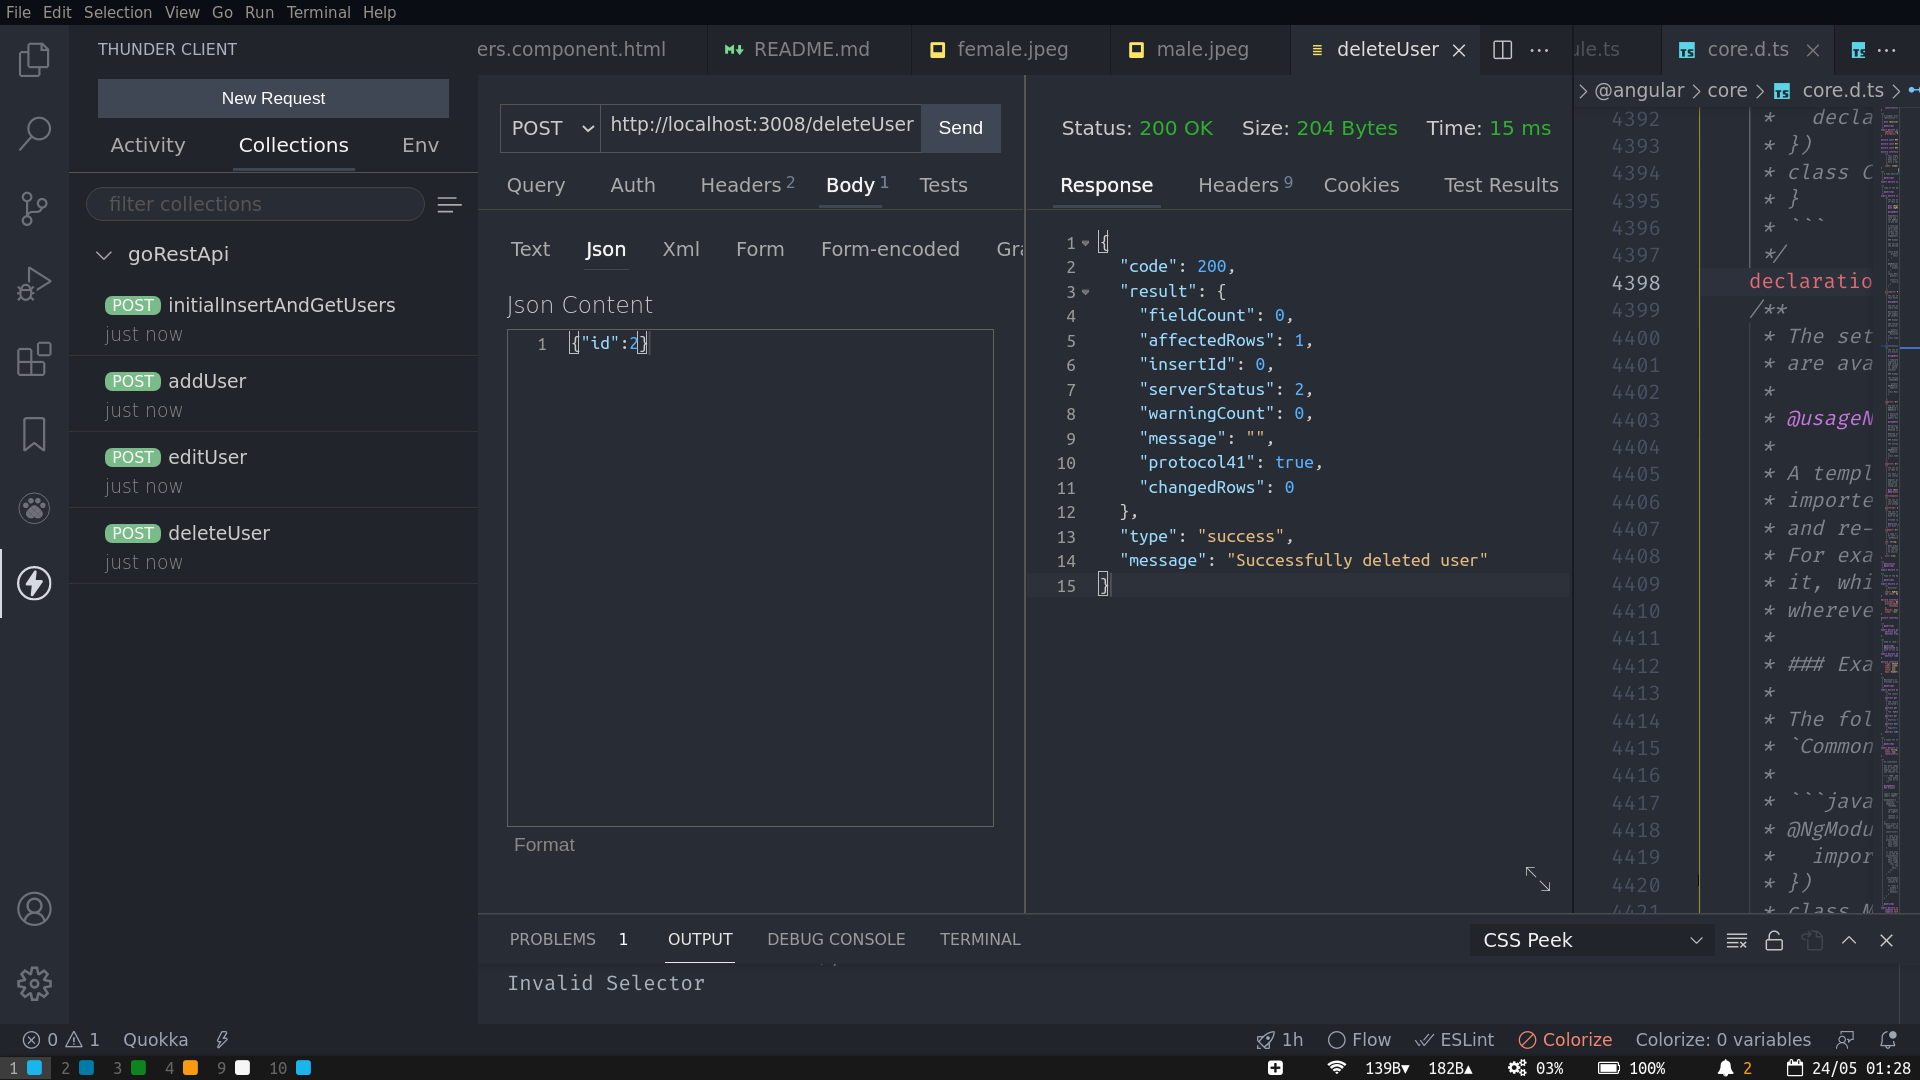 File Edit Selection View Go Run Terminal Help
THUNDER CLIENT
New Request
Activity Collections Env
filter collections
goRestApi
POST initialInsertAndGetUsers
just now
POST addUser
just now
POST editUser
just now
POST deleteUser
just now
ers.component.html README.md female.jpeg male.jpeg deleteUser
POST http://localhost:3008/deleteUser Send
Query Auth Headers 2 Body 1 Tests
Text Json Xml Form Form-encoded Gra
Json Content
1 {"id":2}
Format
Status: 200 OK Size: 204 Bytes Time: 15 ms
Response Headers 9 Cookies Test Results
1 {
2 "code": 200,
3 "result": {
4 "fieldCount": 0,
5 "affectedRows": 1,
6 "insertId": 0,
7 "serverStatus": 2,
8 "warningCount": 0,
9 "message": "",
10 "protocol41": true,
11 "changedRows": 0
12 },
13 "type": "success",
14 "message": "Successfully deleted user"
15 }
ule.ts TS core.d.ts TS
@angular core TS core.d.ts
4392 * decla
4393 * })
4394 * class C
4395 * }
4396 * ```
4397 */
4398 declaratio
4399 /**
4400 * The set
4401 * are ava
4402 *
4403 * @usageN
4404 *
4405 * A templ
4406 * importe
4407 * and re-
4408 * For exa
4409 * it, whi
4410 * whereve
4411 *
4412 * ### Exa
4413 *
4414 * The fol
4415 * `Common
4416 *
4417 * ```java
4418 * @NgModu
4419 * impor
4420 * })
4421 * class M
PROBLEMS 1 OUTPUT DEBUG CONSOLE TERMINAL
CSS Peek
Invalid Selector
0 1 Quokka
1h Flow ESLint Colorize Colorize: 0 variables
1 2 3 4 9 10
139B▾ 182B▴ 03% 100% 2 24/05 01:28